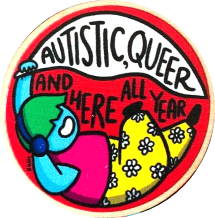 AUTISTIC, QUEER
AND HERE ALL YEAR